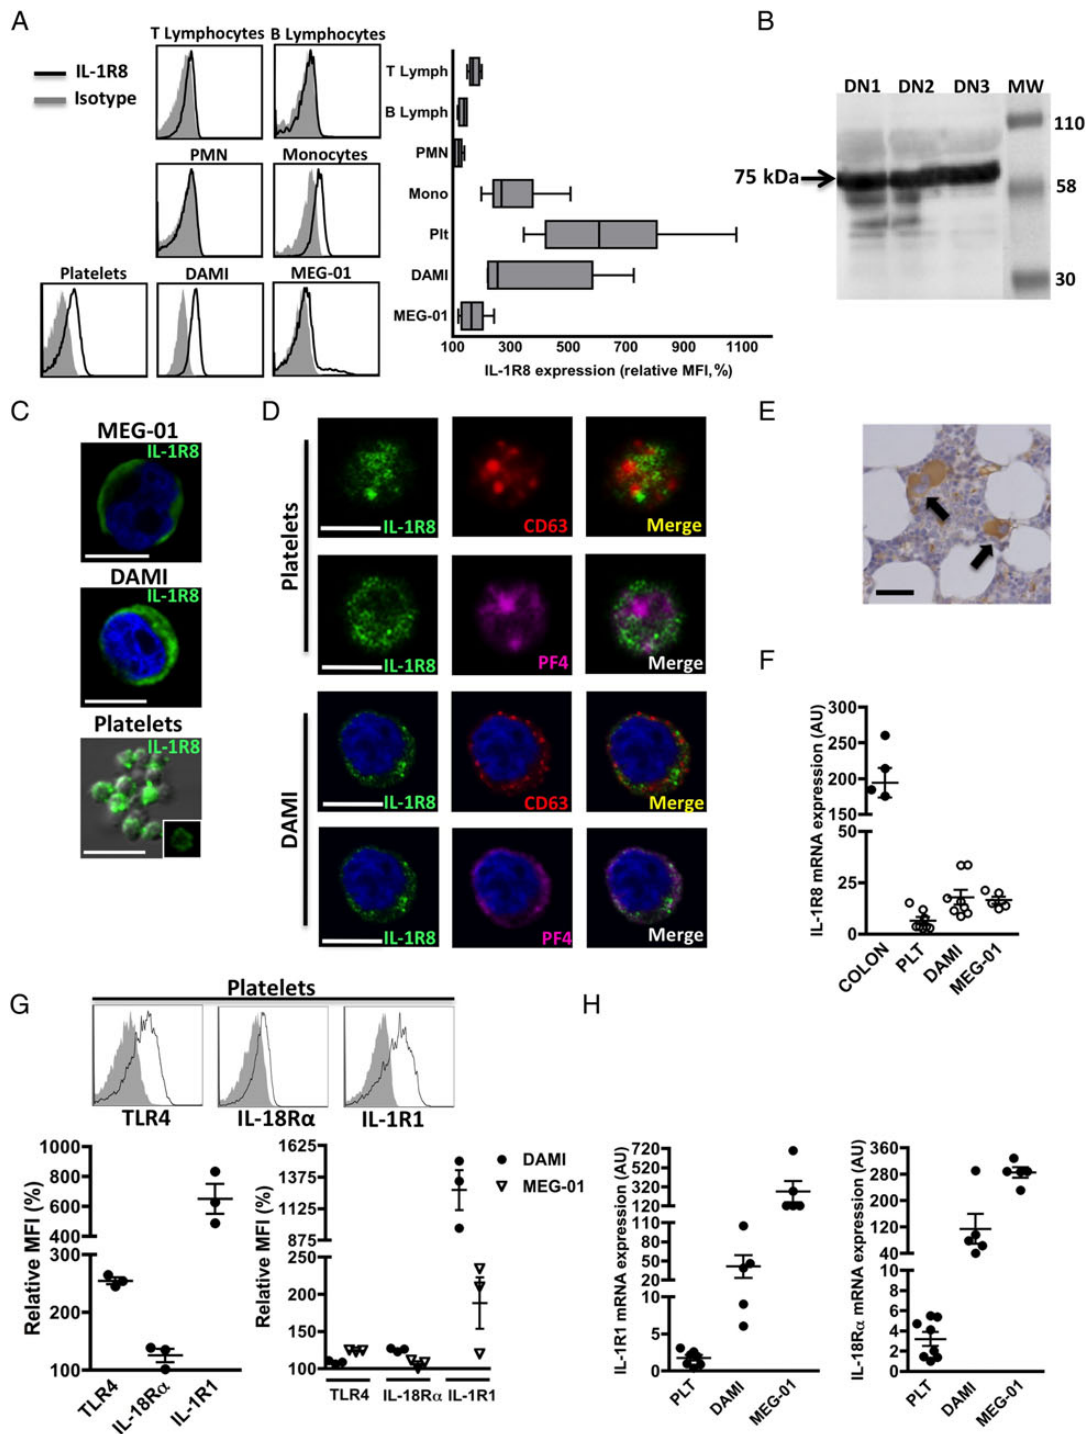 A
IL-1R8
Isotype
T Lymphocytes
B Lymphocytes
PMN
Monocytes
Platelets
DAMI
MEG-01
T Lymph
B Lymph
PMN
Mono
Plt
DAMI
MEG-01
100 300 500 700 900 1100
IL-1R8 expression (relative MFI,%)
B
DN1 DN2 DN3 MW
110
75 kDa
58
30
C
MEG-01
IL-1R8
DAMI
IL-1R8
Platelets
IL-1R8
D
Platelets
IL-1R8 CD63 Merge
IL-1R8 PF4 Merge
DAMI
IL-1R8 CD63 Merge
IL-1R8 PF4 Merge
E
F
IL-1R8 mRNA expression (AU)
300
250
200
150
50
25
0
COLON PLT DAMI MEG-01
G
Platelets
TLR4 IL-18Rα IL-1R1
Relative MFI (%)
1000
800
600
400
300
200
100
TLR4 IL-18Rα IL-1R1
Relative MFI (%)
1625
1375
1125
875
250
200
150
100
TLR4 IL-18Rα IL-1R1
DAMI
MEG-01
H
IL-1R1 mRNA expression (AU)
720
520
320
120
110
80
50
20
10
5
0
PLT DAMI MEG-01
IL-18Rα mRNA expression (AU)
360
280
200
120
40
10
8
6
4
2
0
PLT DAMI MEG-01